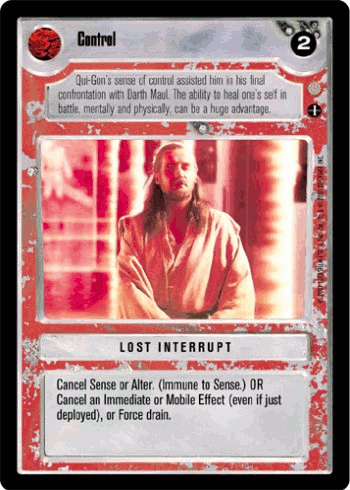 Control
2
Qui-Gon's sense of control assisted him in his final
confrontation with Darth Maul. The ability to heal one's self in
battle, mentally and physically, can be a huge advantage.
LOST INTERRUPT
Cancel Sense or Alter. (Immune to Sense.) OR
Cancel an Immediate or Mobile Effect (even if just
deployed), or Force drain.